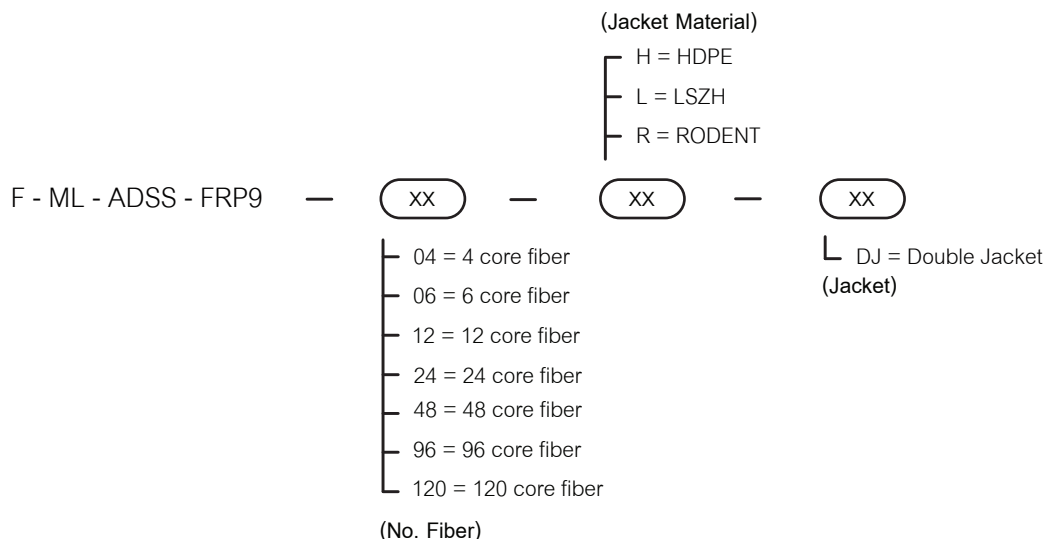 (Jacket Material)
H = HDPE
L = LSZH
R = RODENT
F - ML - ADSS - FRP9 — XX — XX — XX
04 = 4 core fiber
06 = 6 core fiber
12 = 12 core fiber
24 = 24 core fiber
48 = 48 core fiber
96 = 96 core fiber
120 = 120 core fiber
(No. Fiber)
DJ = Double Jacket
(Jacket)